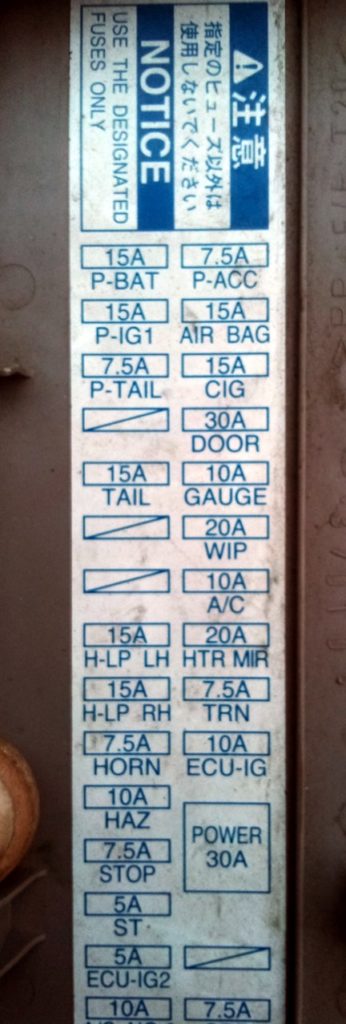 注意
指定のヒューズ以外は
使用しないでください
NOTICE
USE THE DESIGNATED
FUSES ONLY
15A 7.5A
P-BAT P-ACC
15A 15A
P-IG1 AIR BAG
7.5A 15A
P-TAIL CIG
30A
DOOR
15A 10A
TAIL GAUGE
20A
WIP
10A
A/C
15A 20A
H-LP LH HTR MIR
15A 7.5A
H-LP RH TRN
7.5A 10A
HORN ECU-IG
10A
HAZ
POWER
30A
7.5A
STOP
5A
ST
5A
ECU-IG2
10A 7.5A